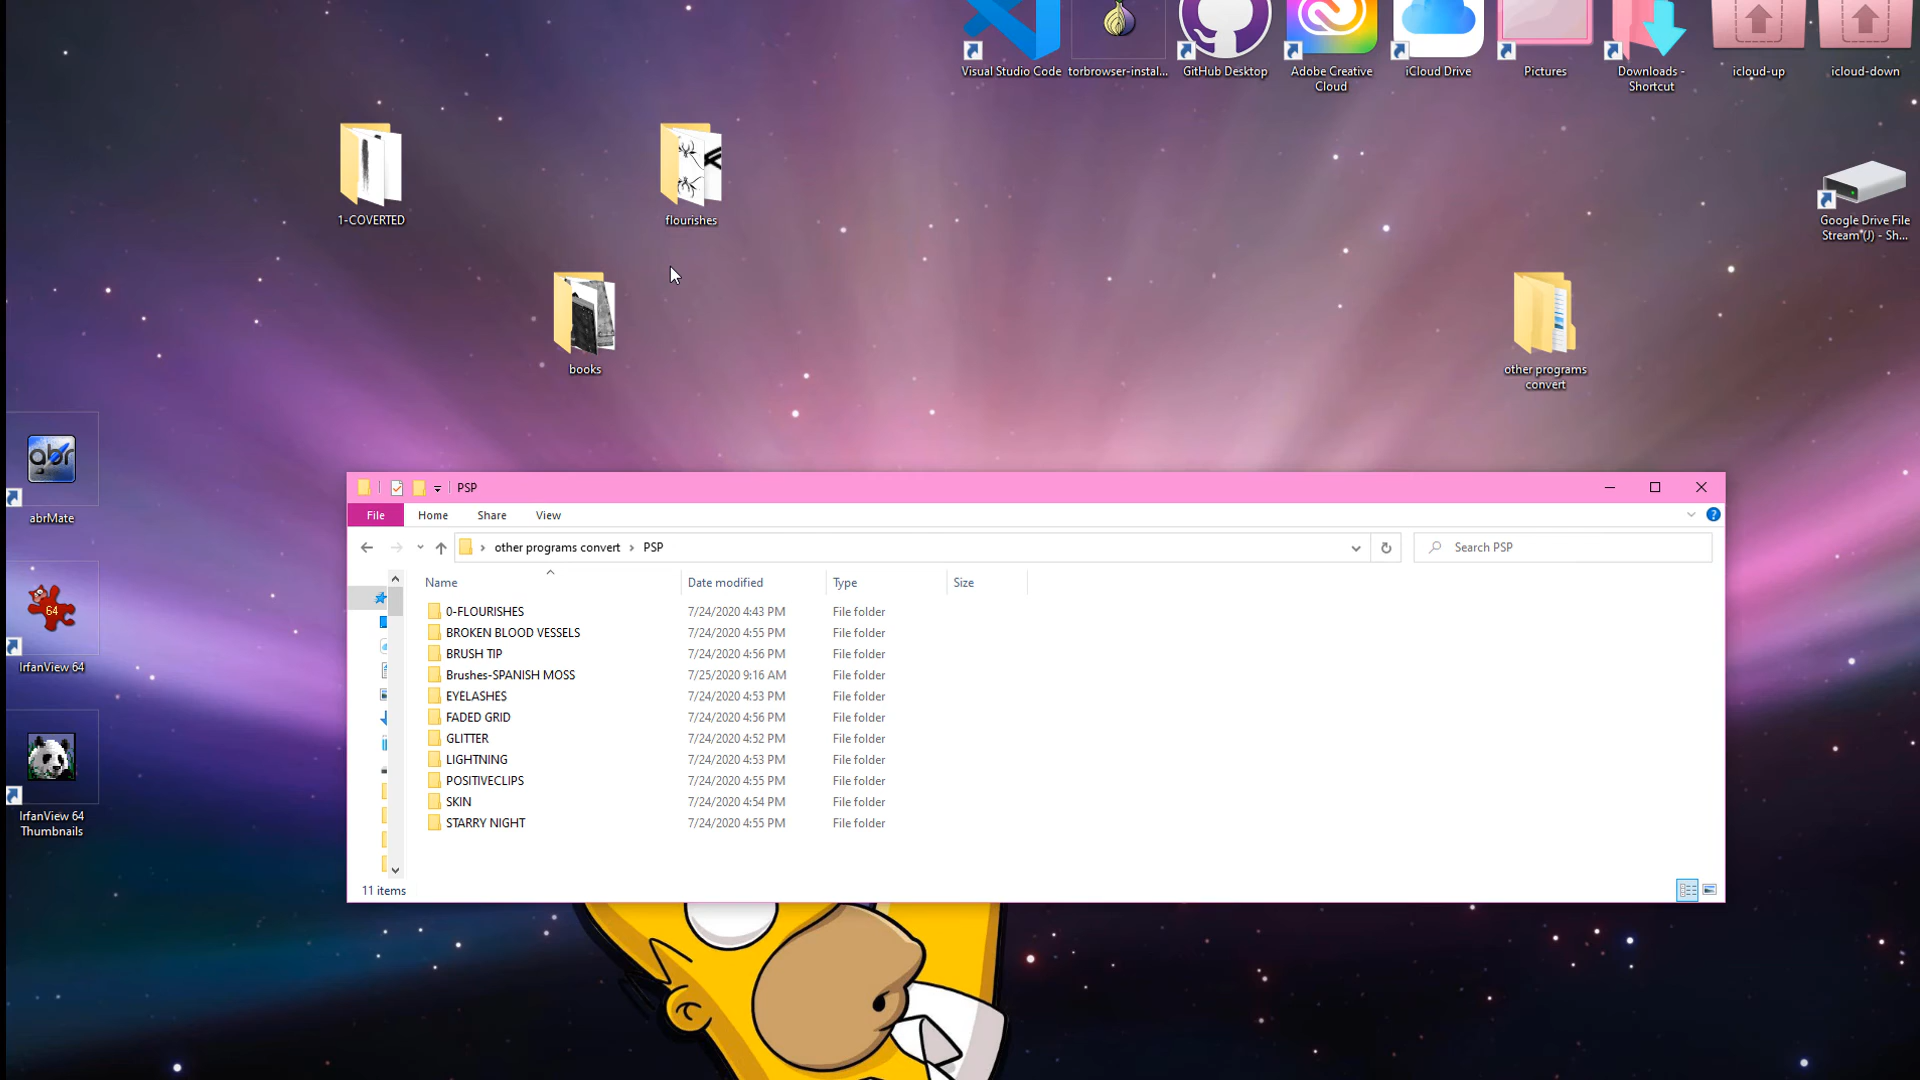 Visual Studio Code
torbrowser-instal...
GitHub Desktop
Adobe Creative
Cloud
iCloud Drive
Pictures
Downloads -
Shortcut
icloud-up
icloud-down
1-COVERTED
flourishes
Google Drive File
Stream (J) - Sh...
books
other programs
convert
abr
abrMate
64
IrfanView 64
IrfanView 64
Thumbnails
PSP
File Home Share View
other programs convert › PSP
Search PSP
Name Date modified Type Size
0-FLOURISHES 7/24/2020 4:43 PM File folder
BROKEN BLOOD VESSELS 7/24/2020 4:55 PM File folder
BRUSH TIP 7/24/2020 4:56 PM File folder
Brushes-SPANISH MOSS 7/25/2020 9:16 AM File folder
EYELASHES 7/24/2020 4:53 PM File folder
FADED GRID 7/24/2020 4:56 PM File folder
GLITTER 7/24/2020 4:52 PM File folder
LIGHTNING 7/24/2020 4:53 PM File folder
POSITIVECLIPS 7/24/2020 4:55 PM File folder
SKIN 7/24/2020 4:54 PM File folder
STARRY NIGHT 7/24/2020 4:55 PM File folder
11 items